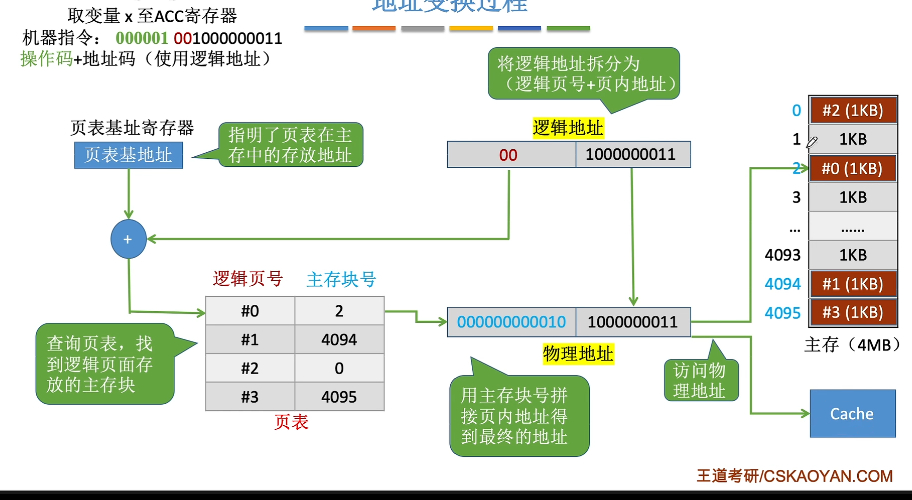 地址变换过程
取变量 x 至ACC寄存器
机器指令： 000001 001000000011
操作码+地址码（使用逻辑地址）
将逻辑地址拆分为
（逻辑页号+页内地址）
页表基址寄存器
页表基地址
指明了页表在主
存中的存放地址
逻辑地址
00 1000000011
+
逻辑页号 主存块号
#0 2
#1 4094
#2 0
#3 4095
页表
查询页表，找
到逻辑页面存
放的主存块
000000000010 1000000011
物理地址
用主存块号拼
接页内地址得
到最终的地址
访问物
理地址
0 #2 (1KB)
1 1KB
2 #0 (1KB)
3 1KB
... ......
4093 1KB
4094 #1 (1KB)
4095 #3 (1KB)
主存（4MB）
Cache
王道考研/CSKAOYAN.COM